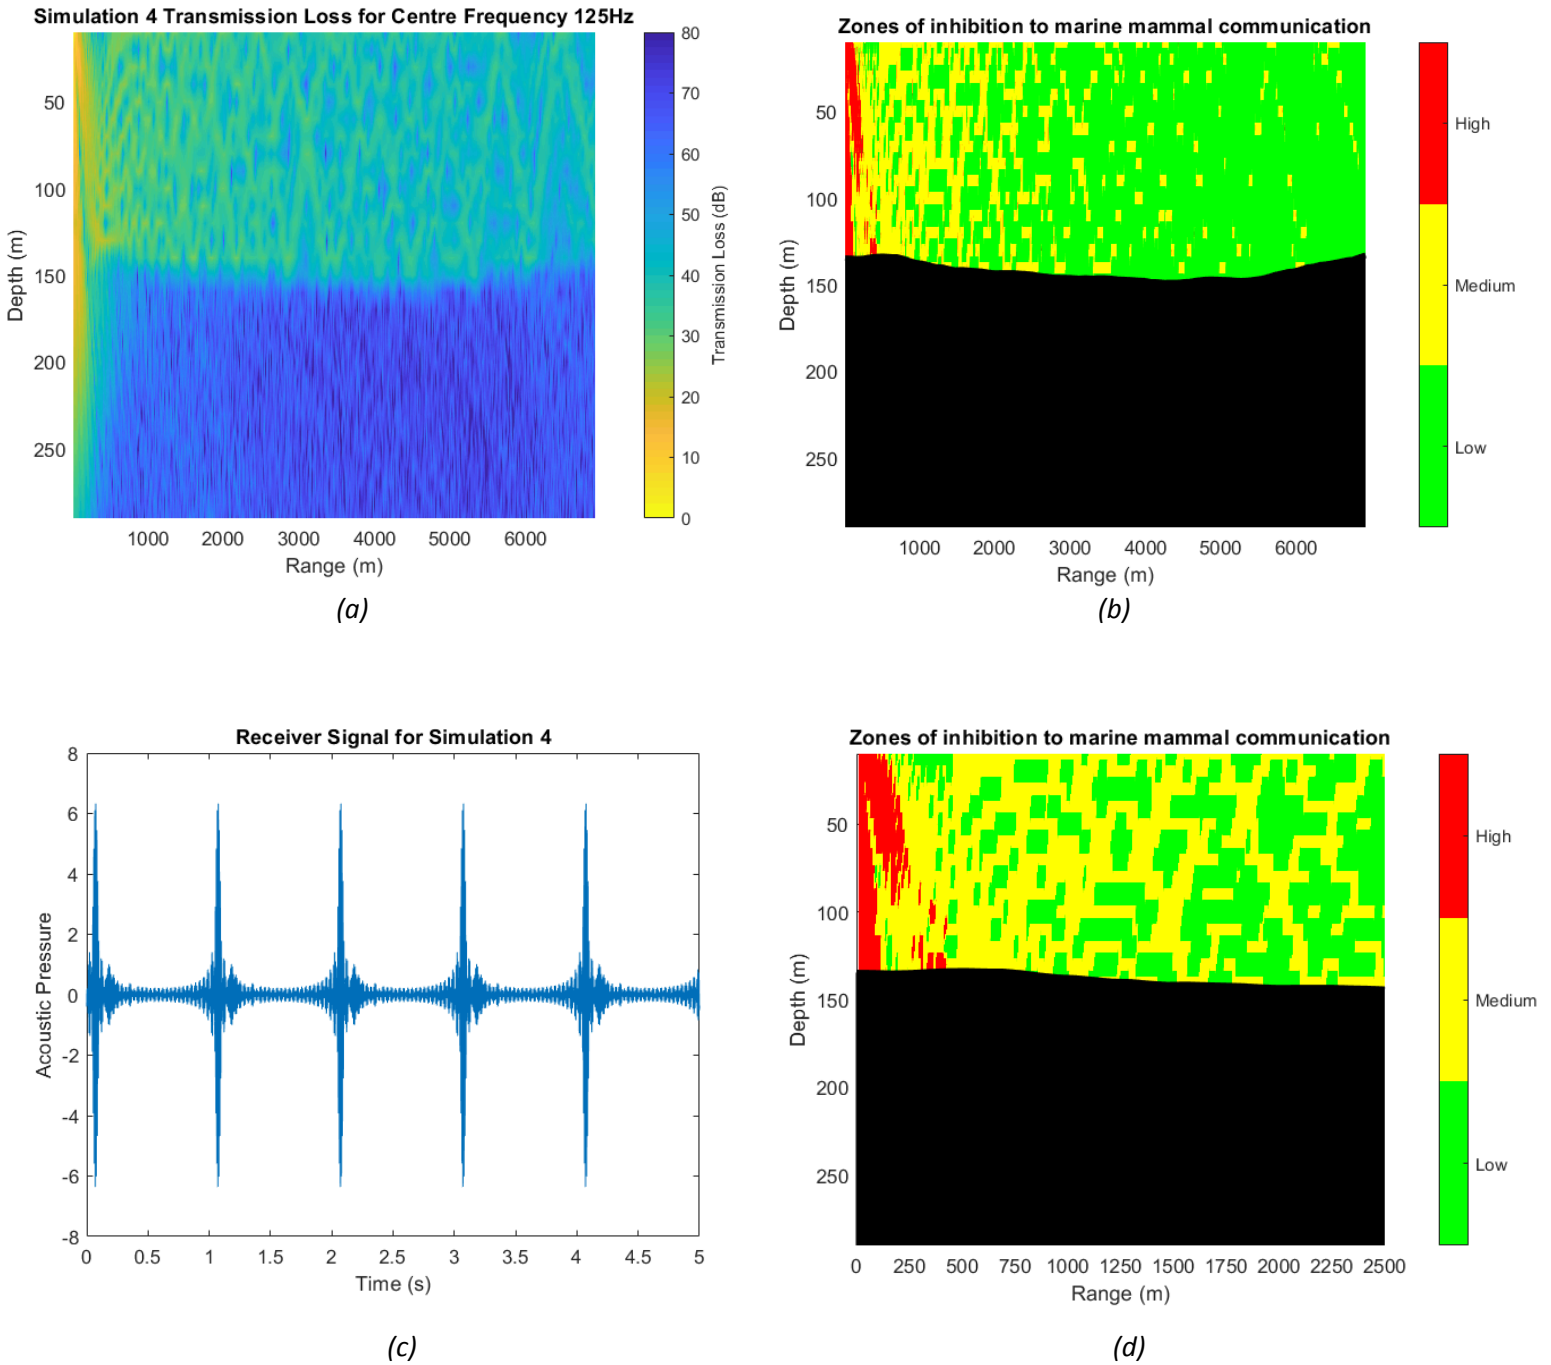 Simulation 4 Transmission Loss for Centre Frequency 125Hz
50
100
150
200
250
Depth (m)
1000 2000 3000 4000 5000 6000
Range (m)
80
70
60
50
40
30
20
10
0
Transmission Loss (dB)
(a)
Zones of inhibition to marine mammal communication
50
100
150
200
250
Depth (m)
1000 2000 3000 4000 5000 6000
Range (m)
High
Medium
Low
(b)
Receiver Signal for Simulation 4
8
6
4
2
0
-2
-4
-6
-8
Acoustic Pressure
0 0.5 1 1.5 2 2.5 3 3.5 4 4.5 5
Time (s)
(c)
Zones of inhibition to marine mammal communication
50
100
150
200
250
Depth (m)
0 250 500 750 1000 1250 1500 1750 2000 2250 2500
Range (m)
High
Medium
Low
(d)